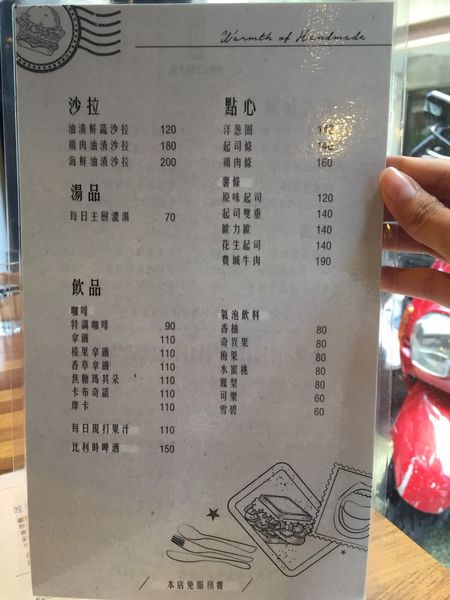 Warmth of Handmade
沙拉
油漬鮮蔬沙拉 120
鷄肉油漬沙拉 180
海鮮油漬沙拉 200
湯品
每日主厨濃湯 70
點心
洋蔥圈
起司條 140
鷄肉條 160
薯條
原味起司 120
起司雙重 140
歐力歐 140
花生起司 140
費城牛肉 190
飲品
咖啡
特調咖啡 90
拿鐵 110
榛果拿鐵 110
香草拿鐵 110
焦糖瑪其朵 110
卡布奇諾 110
摩卡 110
每日現打果汁 110
比利時啤酒 150
氣泡飲料
香柚 80
奇異果 80
梅果 80
水蜜桃 80
鳳梨 80
可樂 60
雪碧 60
本店免服務費